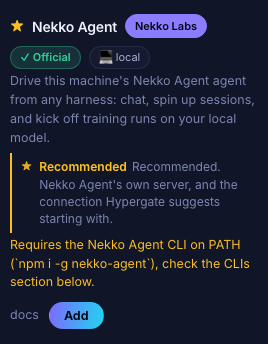 Nekko Agent Nekko Labs
✓ Official local
Drive this machine's Nekko Agent agent
from any harness: chat, spin up sessions,
and kick off training runs on your local
model.
Recommended Recommended.
Nekko Agent's own server, and the
connection Hypergate suggests
starting with.
Requires the Nekko Agent CLI on PATH
(`npm i -g nekko-agent`), check the CLIs
section below.
docs Add